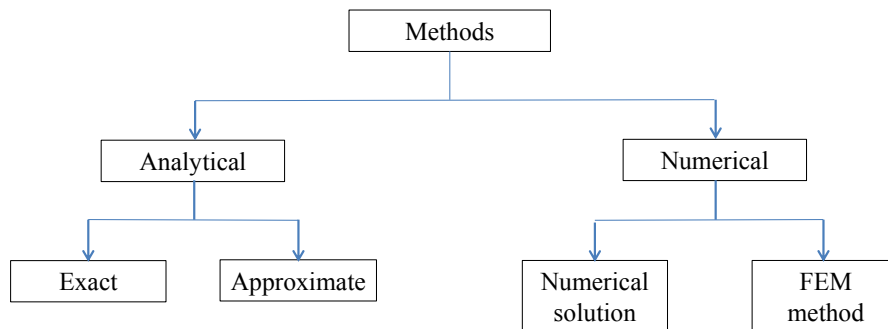 Methods
Analytical
Numerical
Exact
Approximate
Numerical
solution
FEM
method